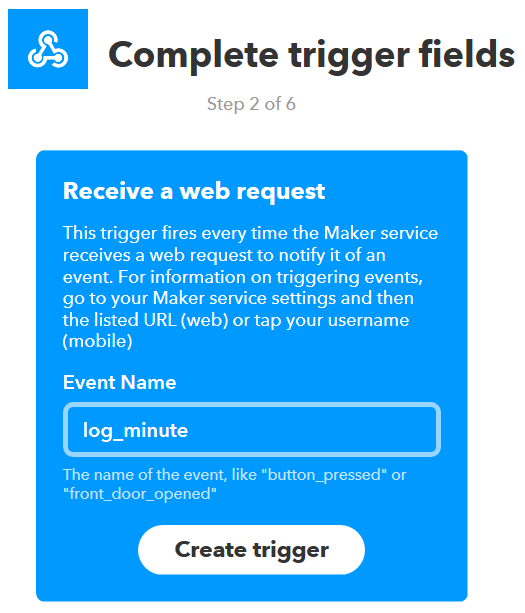 Complete trigger fields
Step 2 of 6
Receive a web request
This trigger fires every time the Maker service
receives a web request to notify it of an
event. For information on triggering events,
go to your Maker service settings and then
the listed URL (web) or tap your username
(mobile)
Event Name
log_minute
The name of the event, like "button_pressed" or
"front_door_opened"
Create trigger